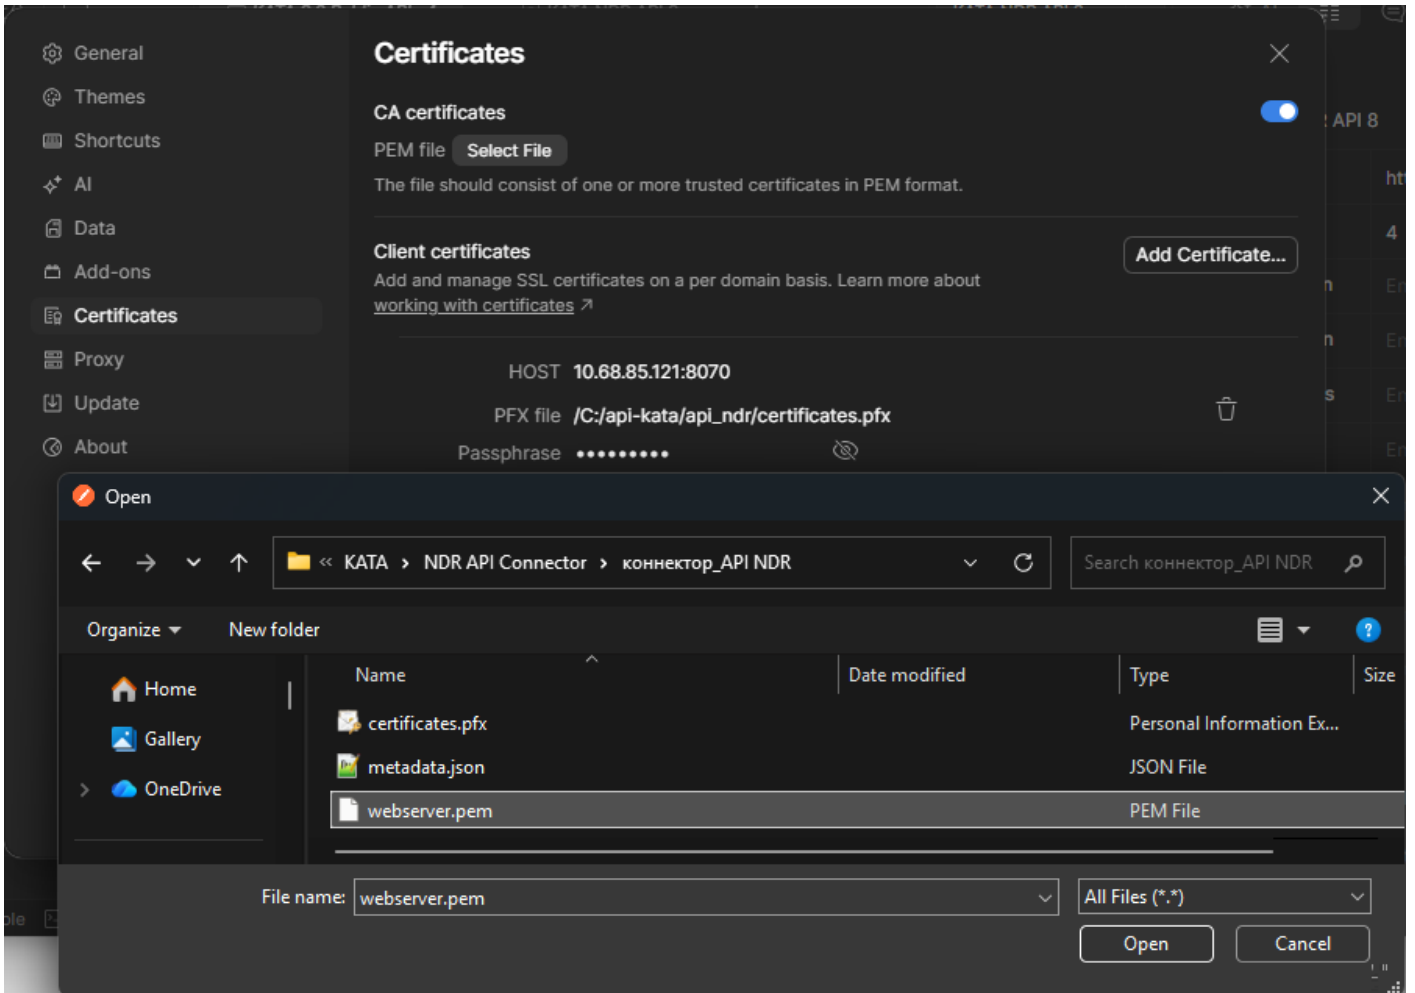 General
Themes
Shortcuts
AI
Data
Add-ons
Certificates
Proxy
Update
About
Certificates
CA certificates
PEM file Select File
The file should consist of one or more trusted certificates in PEM format.
Client certificates
Add Certificate...
Add and manage SSL certificates on a per domain basis. Learn more about
working with certificates
HOST 10.68.85.121:8070
PFX file /C:/api-kata/api_ndr/certificates.pfx
Passphrase •••••••••
API 8
4
Open
« KATA > NDR API Connector > коннектор_API NDR
Search коннектор_API NDR
Organize
New folder
Home
Gallery
OneDrive
Name Date modified Type Size
certificates.pfx Personal Information Ex...
metadata.json JSON File
webserver.pem PEM File
File name: webserver.pem All Files (*.*)
Open Cancel